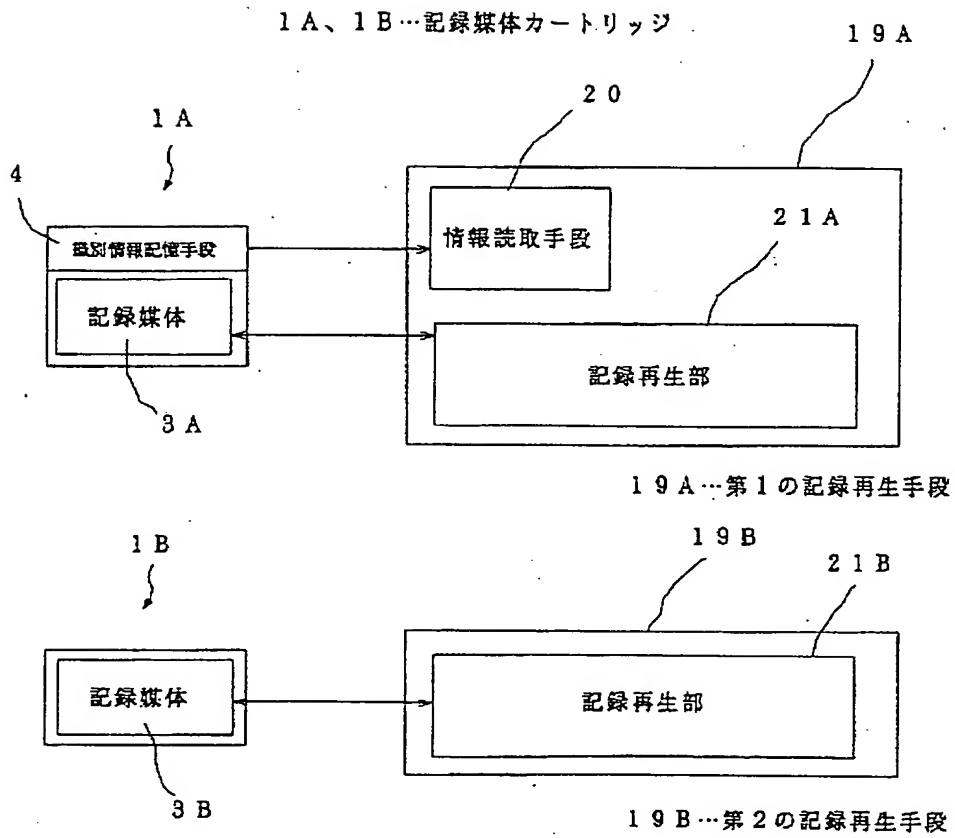 1A、1B…記録媒体カートリッジ
19A
20
1A
4
21A
識別情報記憶手段
情報読取手段
記録媒体
記録再生部
3A
19A…第1の記録再生手段
1B
19B
21B
記録媒体
記録再生部
3B
19B…第2の記録再生手段